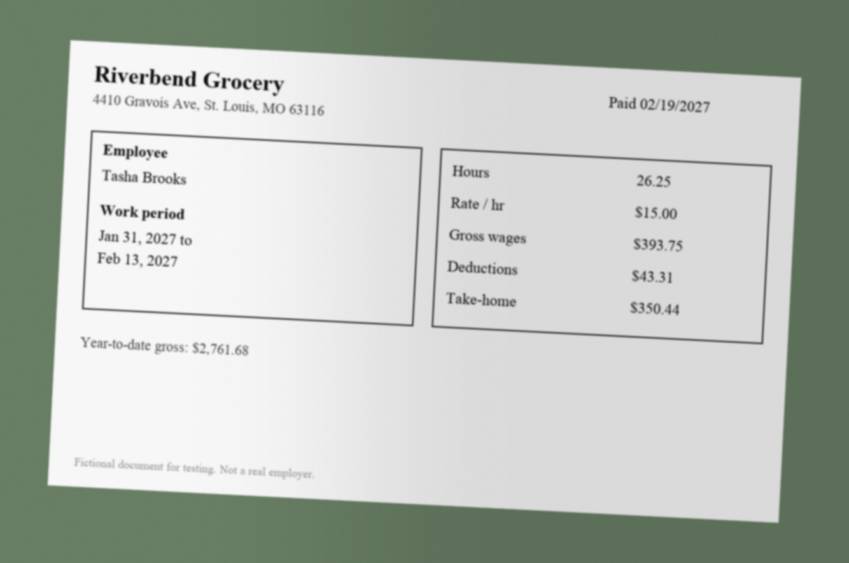 Riverbend Grocery
4410 Gravois Ave, St. Louis, MO 63116
Paid 02/19/2027
Employee
Tasha Brooks
Work period
Jan 31, 2027 to
Feb 13, 2027
Hours 26.25
Rate / hr $15.00
Gross wages $393.75
Deductions $43.31
Take-home $350.44
Year-to-date gross: $2,761.68
Fictional document for testing. Not a real employer.